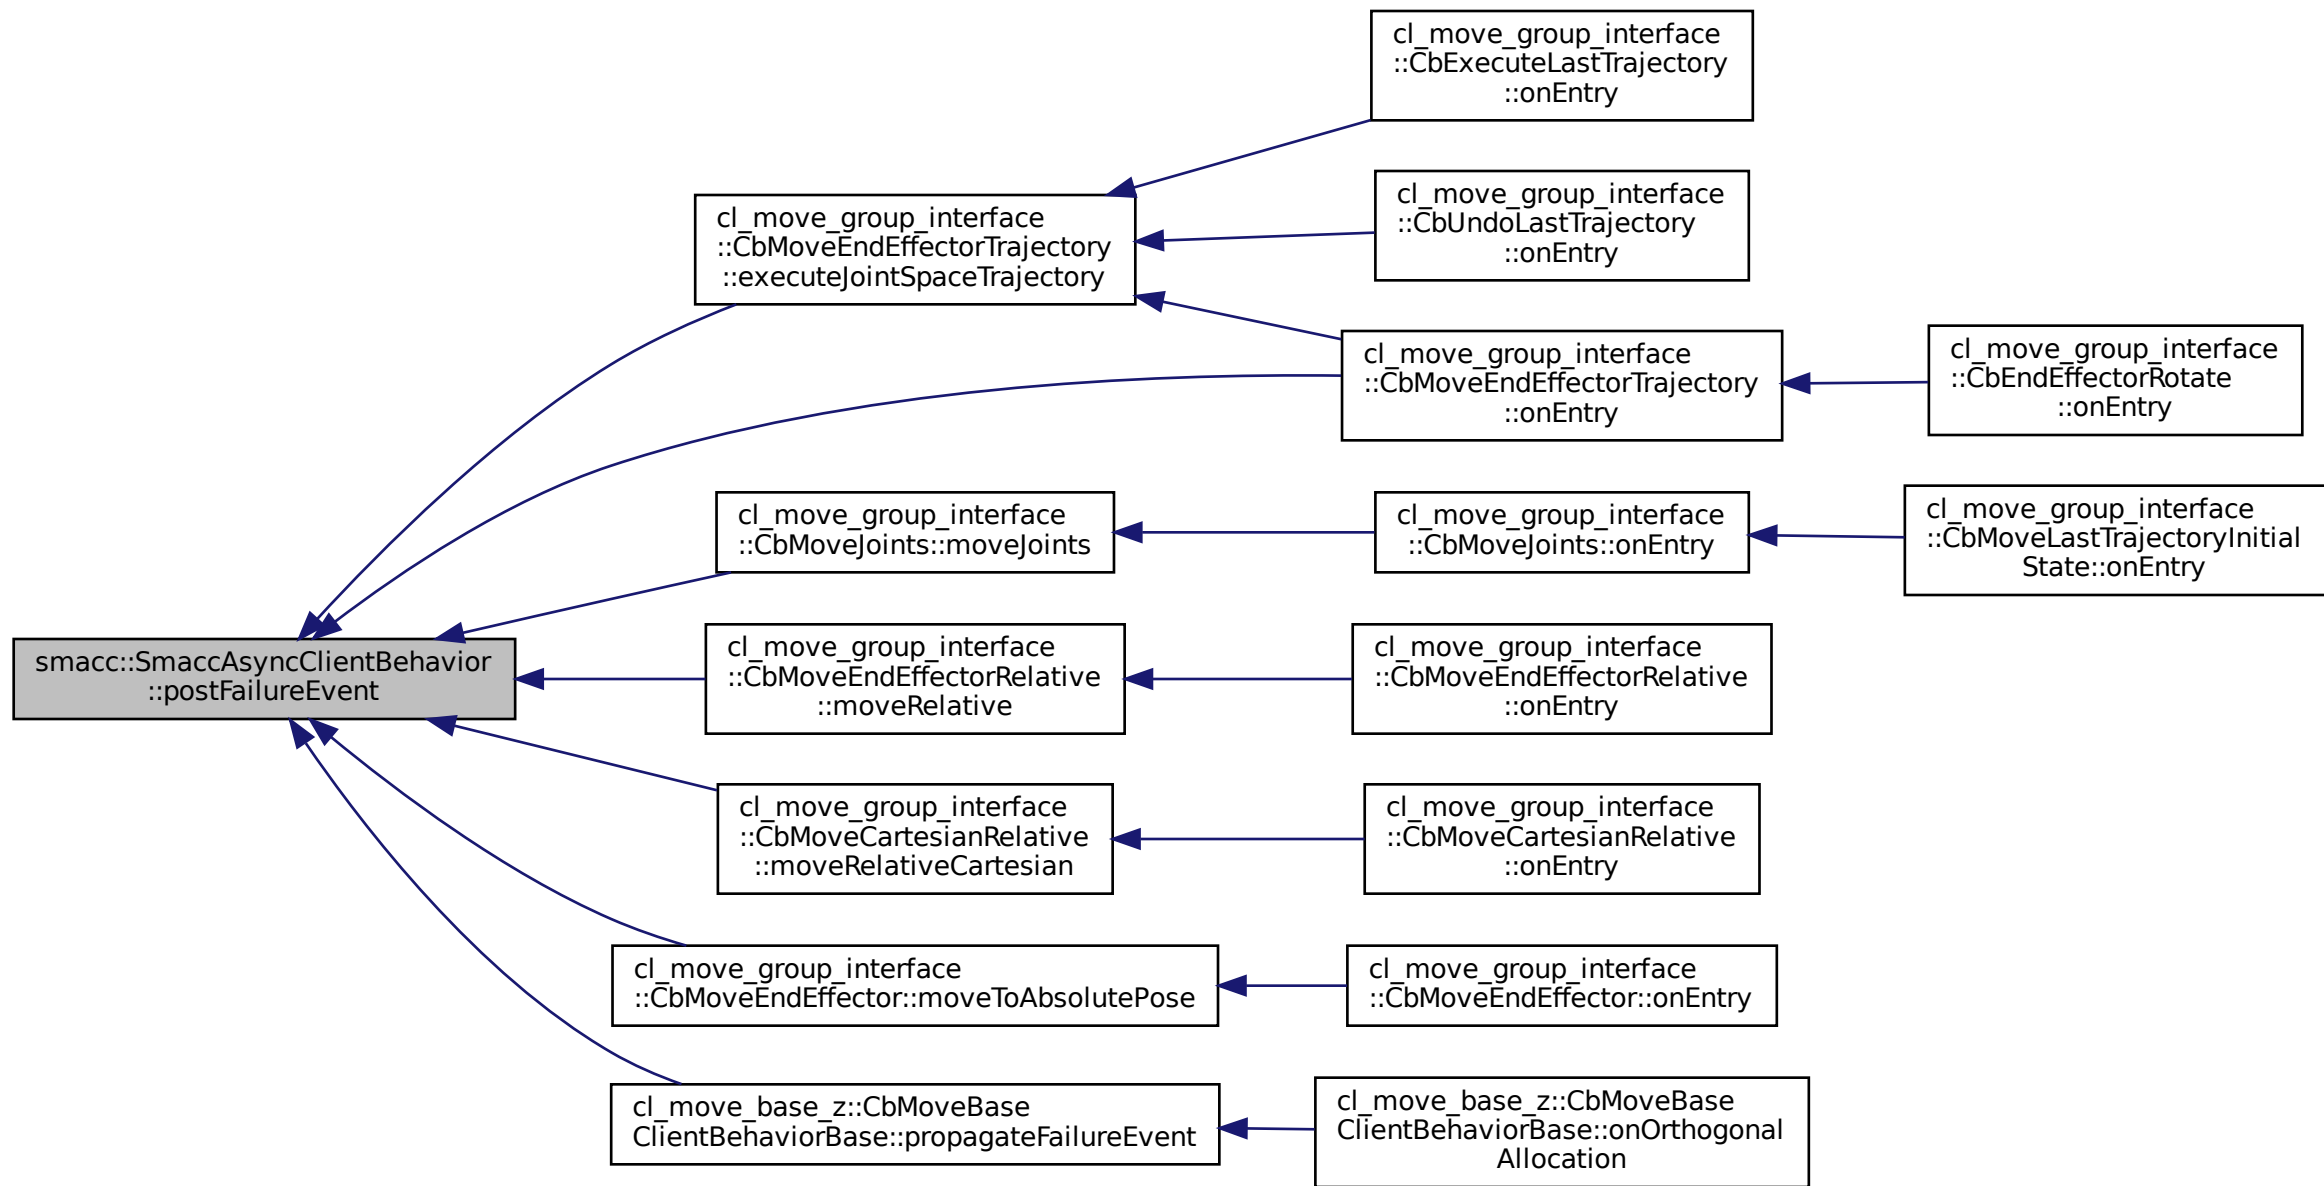 cl_move_group_interface
::CbExecuteLastTrajectory
::onEntry
cl_move_group_interface
::CbUndoLastTrajectory
::onEntry
cl_move_group_interface
::CbMoveEndEffectorTrajectory
::executeJointSpaceTrajectory
cl_move_group_interface
::CbMoveEndEffectorTrajectory
::onEntry
cl_move_group_interface
::CbEndEffectorRotate
::onEntry
cl_move_group_interface
::CbMoveJoints::moveJoints
cl_move_group_interface
::CbMoveJoints::onEntry
cl_move_group_interface
::CbMoveLastTrajectoryInitial
State::onEntry
smacc::SmaccAsyncClientBehavior
::postFailureEvent
cl_move_group_interface
::CbMoveEndEffectorRelative
::moveRelative
cl_move_group_interface
::CbMoveEndEffectorRelative
::onEntry
cl_move_group_interface
::CbMoveCartesianRelative
::moveRelativeCartesian
cl_move_group_interface
::CbMoveCartesianRelative
::onEntry
cl_move_group_interface
::CbMoveEndEffector::moveToAbsolutePose
cl_move_group_interface
::CbMoveEndEffector::onEntry
cl_move_base_z::CbMoveBase
ClientBehaviorBase::propagateFailureEvent
cl_move_base_z::CbMoveBase
ClientBehaviorBase::onOrthogonal
Allocation